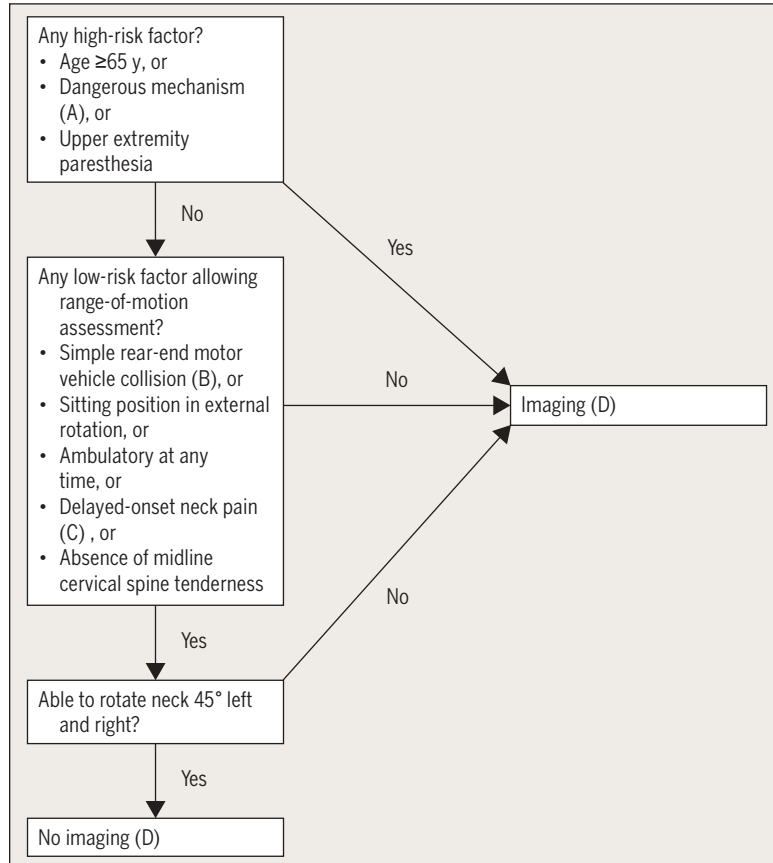 Any high-risk factor?
• Age ≥65 y, or
• Dangerous mechanism
(A), or
• Upper extremity
paresthesia
No
Yes
Any low-risk factor allowing
range-of-motion
assessment?
• Simple rear-end motor
vehicle collision (B), or
• Sitting position in external
rotation, or
• Ambulatory at any
time, or
• Delayed-onset neck pain
(C) , or
• Absence of midline
cervical spine tenderness
No
Imaging (D)
Yes
No
Able to rotate neck 45° left
and right?
Yes
No imaging (D)